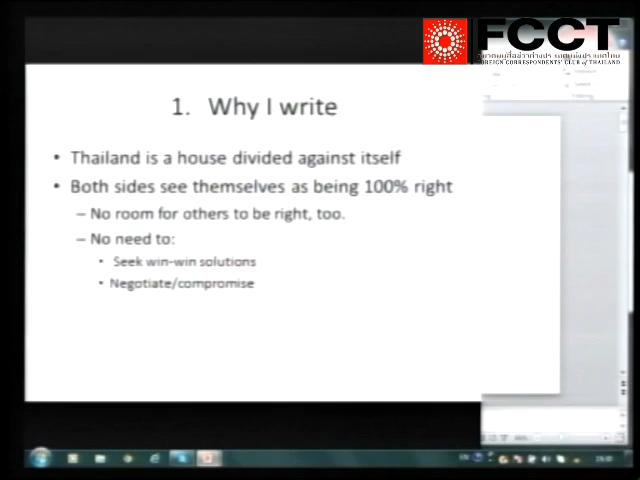 FCCT
FOREIGN CORRESPONDENTS' CLUB of THAILAND
1. Why I write
• Thailand is a house divided against itself
• Both sides see themselves as being 100% right
– No room for others to be right, too.
– No need to:
• Seek win-win solutions
• Negotiate/compromise
EN